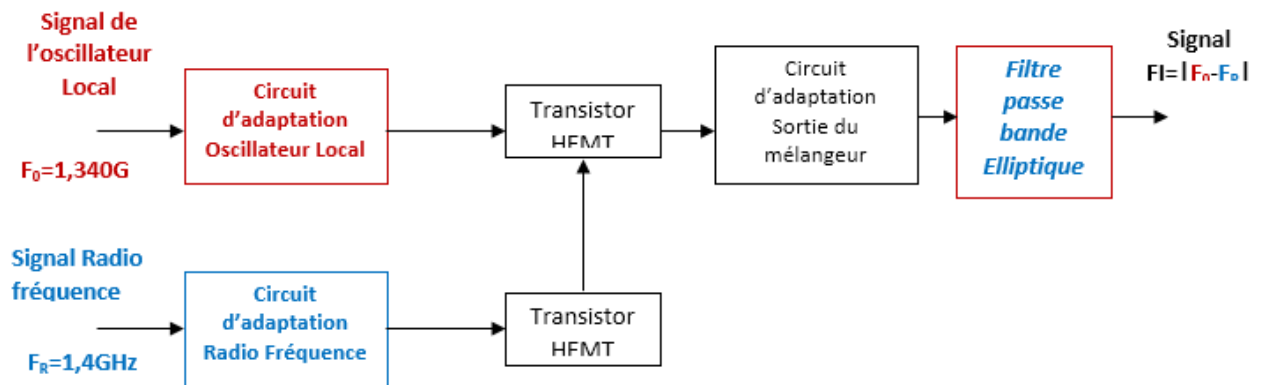 Signal de
l'oscillateur
Local
F₀=1,340G
Circuit
d'adaptation
Oscillateur Local
Transistor
HEMT
Circuit
d'adaptation
Sortie du
mélangeur
Filtre
passe
bande
Elliptique
Signal
FI=|F₀-Fᵣ|
Signal Radio
fréquence
F_R=1,4GHz
Circuit
d'adaptation
Radio Fréquence
Transistor
HEMT